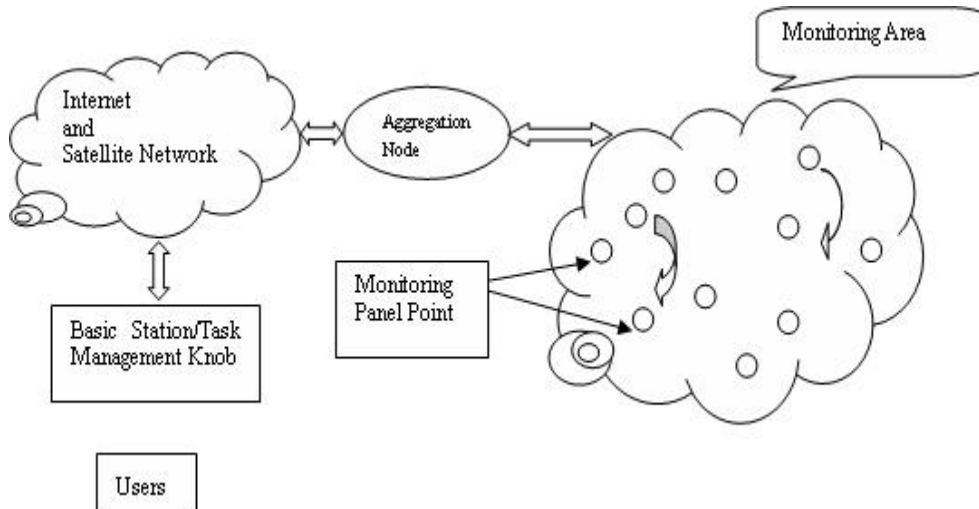 Monitoring Area
Internet
and
Satellite Network
Aggregation
Node
Monitoring
Panel Point
Basic Station/Task
Management Knob
Users